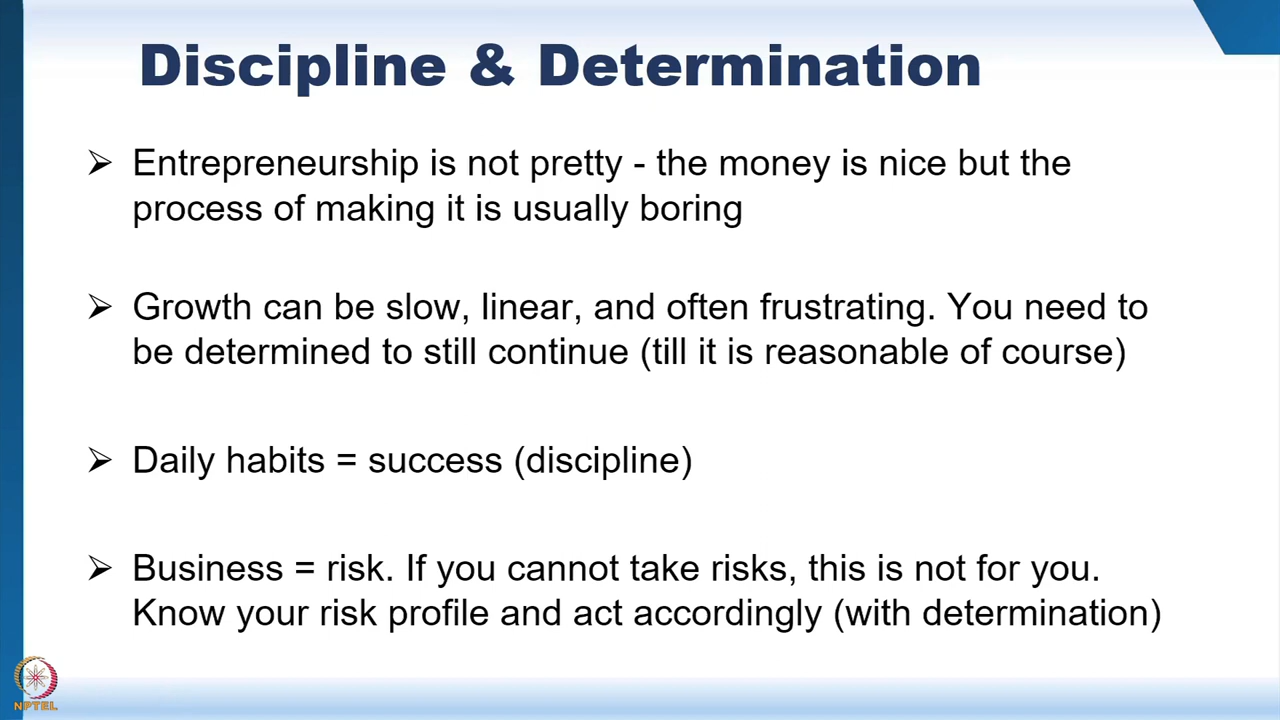 Discipline & Determination
➢ Entrepreneurship is not pretty - the money is nice but the
process of making it is usually boring
➢ Growth can be slow, linear, and often frustrating. You need to
be determined to still continue (till it is reasonable of course)
➢ Daily habits = success (discipline)
➢ Business = risk. If you cannot take risks, this is not for you.
Know your risk profile and act accordingly (with determination)
NPTEL